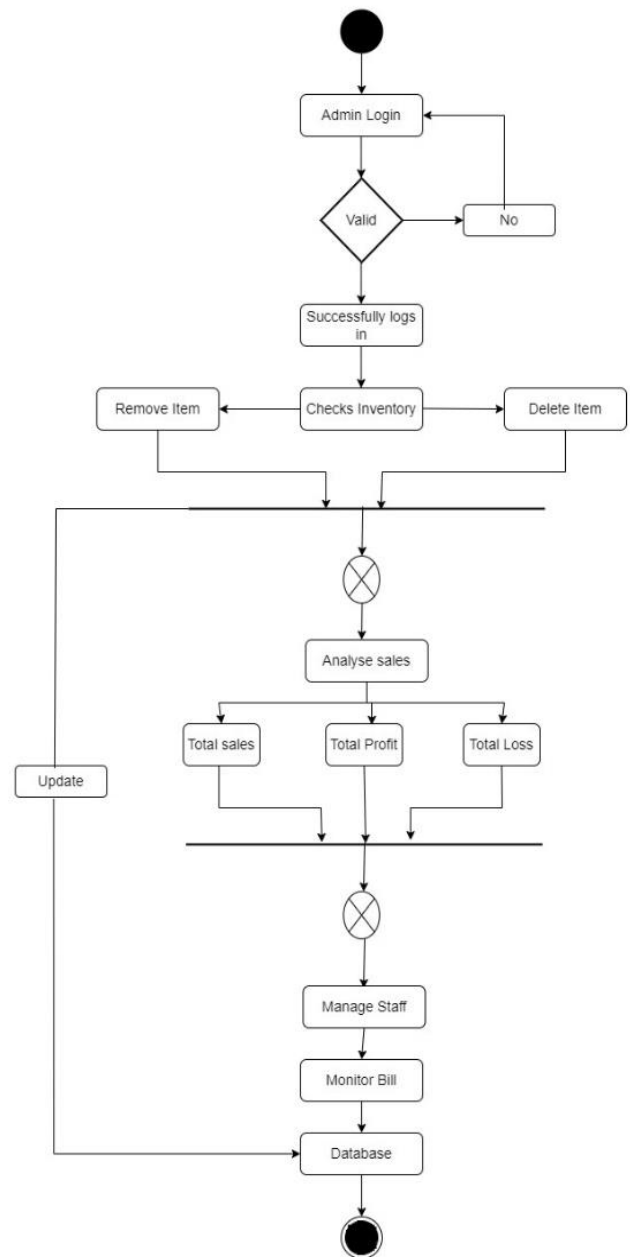 Admin Login
Valid
No
Successfully logs
in
Remove Item
Checks Inventory
Delete Item
Analyse sales
Total sales
Total Profit
Total Loss
Update
Manage Staff
Monitor Bill
Database